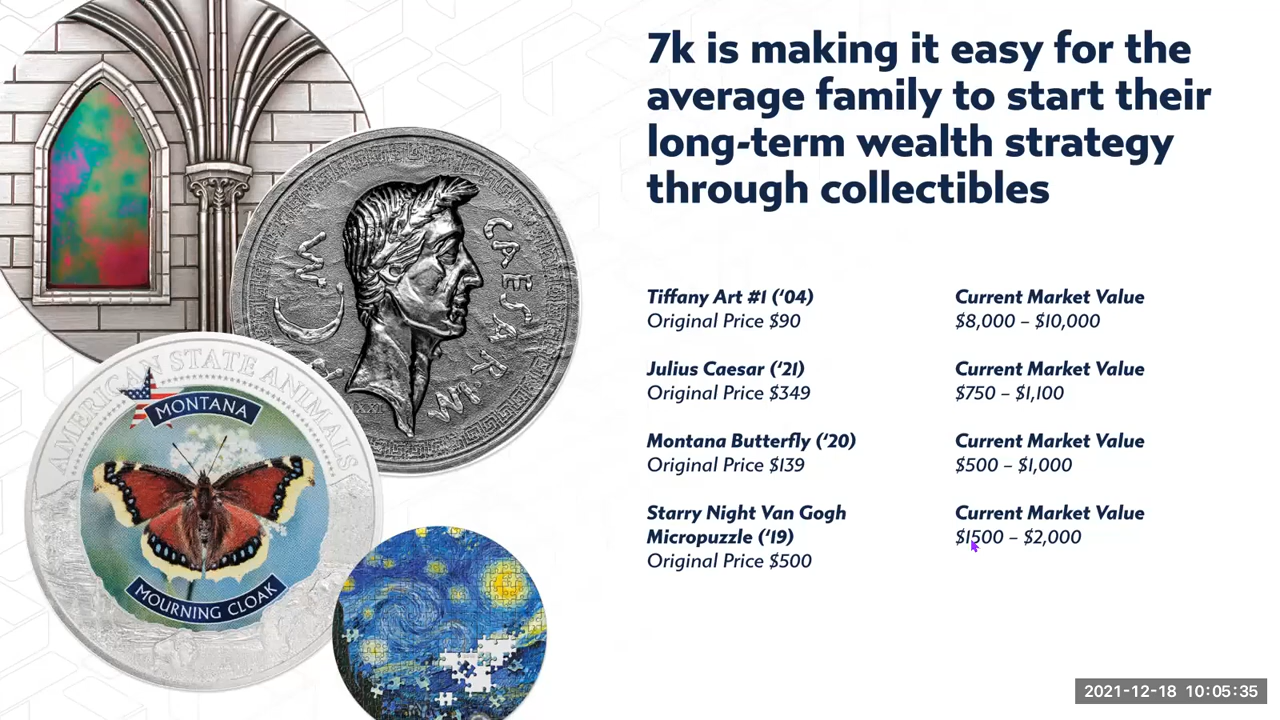 7k is making it easy for the
average family to start their
long-term wealth strategy
through collectibles
Tiffany Art #1 (‘04)
Original Price $90
Current Market Value
$8,000 – $10,000
Julius Caesar (‘21)
Original Price $349
Current Market Value
$750 – $1,100
Montana Butterfly (‘20)
Original Price $139
Current Market Value
$500 – $1,000
Starry Night Van Gogh
Micropuzzle (‘19)
Original Price $500
Current Market Value
$1500 – $2,000
CAESAR IM
AMERICAN STATE ANIMALS
MONTANA
MOURNING CLOAK
2021-12-18 10:05:35